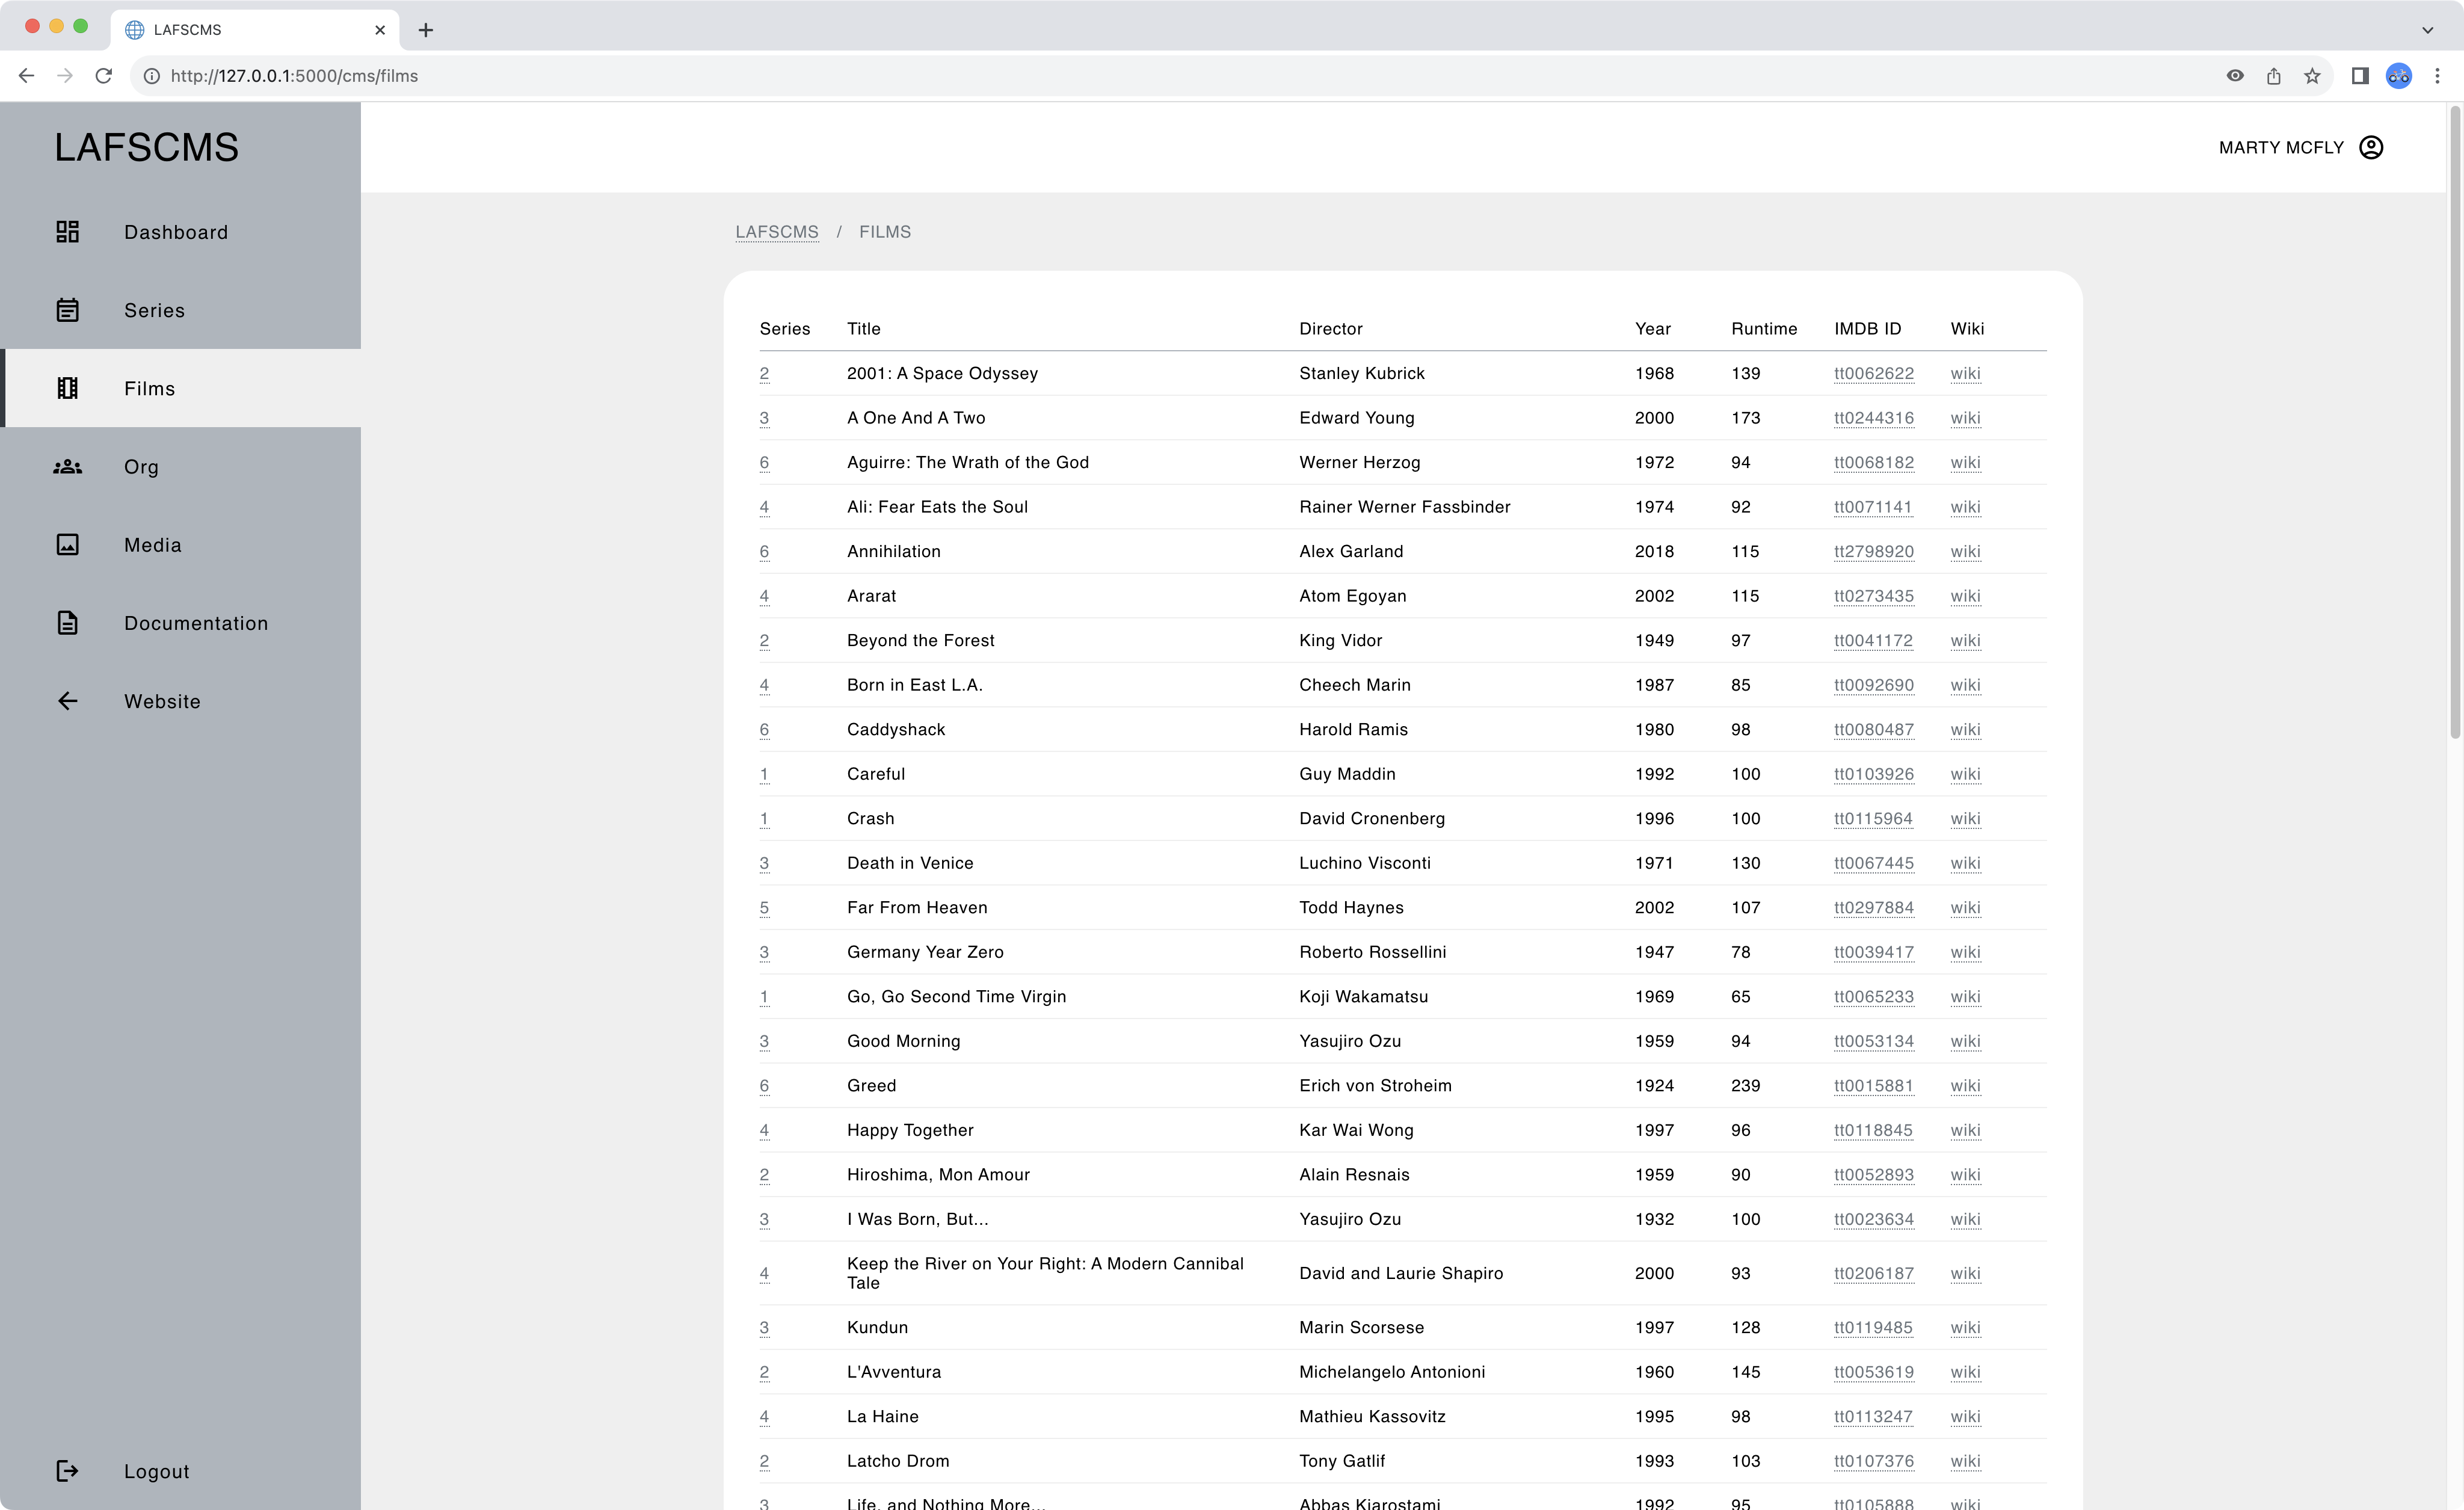 LAFSCMS
http://127.0.0.1:5000/cms/films
LAFSCMS
MARTY MCFLY
Dashboard
Series
Films
Org
Media
Documentation
Website
Logout
LAFSCMS / FILMS
Series Title Director Year Runtime IMDB ID Wiki
2 2001: A Space Odyssey Stanley Kubrick 1968 139 tt0062622 wiki
3 A One And A Two Edward Young 2000 173 tt0244316 wiki
6 Aguirre: The Wrath of the God Werner Herzog 1972 94 tt0068182 wiki
4 Ali: Fear Eats the Soul Rainer Werner Fassbinder 1974 92 tt0071141 wiki
6 Annihilation Alex Garland 2018 115 tt2798920 wiki
4 Ararat Atom Egoyan 2002 115 tt0273435 wiki
2 Beyond the Forest King Vidor 1949 97 tt0041172 wiki
4 Born in East L.A. Cheech Marin 1987 85 tt0092690 wiki
6 Caddyshack Harold Ramis 1980 98 tt0080487 wiki
1 Careful Guy Maddin 1992 100 tt0103926 wiki
1 Crash David Cronenberg 1996 100 tt0115964 wiki
3 Death in Venice Luchino Visconti 1971 130 tt0067445 wiki
5 Far From Heaven Todd Haynes 2002 107 tt0297884 wiki
3 Germany Year Zero Roberto Rossellini 1947 78 tt0039417 wiki
1 Go, Go Second Time Virgin Koji Wakamatsu 1969 65 tt0065233 wiki
3 Good Morning Yasujiro Ozu 1959 94 tt0053134 wiki
6 Greed Erich von Stroheim 1924 239 tt0015881 wiki
4 Happy Together Kar Wai Wong 1997 96 tt0118845 wiki
2 Hiroshima, Mon Amour Alain Resnais 1959 90 tt0052893 wiki
3 I Was Born, But... Yasujiro Ozu 1932 100 tt0023634 wiki
4 Keep the River on Your Right: A Modern Cannibal
Tale David and Laurie Shapiro 2000 93 tt0206187 wiki
3 Kundun Marin Scorsese 1997 128 tt0119485 wiki
2 L'Avventura Michelangelo Antonioni 1960 145 tt0053619 wiki
4 La Haine Mathieu Kassovitz 1995 98 tt0113247 wiki
2 Latcho Drom Tony Gatlif 1993 103 tt0107376 wiki
3 Life, and Nothing More... Abbas Kiarostami 1992 95 tt0105888 wiki